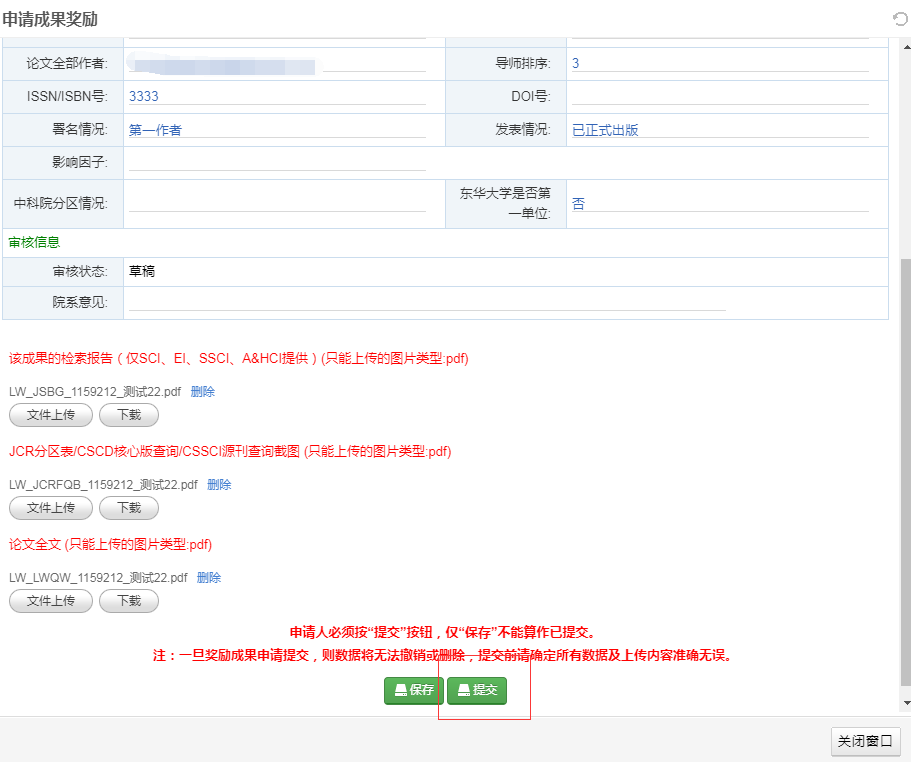 申请成果奖励
论文全部作者:
导师排序: 3
ISSN/ISBN号: 3333
DOI号:
署名情况: 第一作者
发表情况: 已正式出版
影响因子:
中科院分区情况:
东华大学是否第
一单位: 否
审核信息
审核状态: 草稿
院系意见:
该成果的检索报告（仅SCI、EI、SSCI、A&HCI提供）(只能上传的图片类型:pdf)
LW_JSBG_1159212_测试22.pdf 删除
文件上传 下载
JCR分区表/CSCD核心版查询/CSSCI源刊查询截图 (只能上传的图片类型:pdf)
LW_JCRFQB_1159212_测试22.pdf 删除
文件上传 下载
论文全文 (只能上传的图片类型:pdf)
LW_LWQW_1159212_测试22.pdf 删除
文件上传 下载
申请人必须按“提交”按钮，仅“保存”不能算作已提交。
注：一旦奖励成果申请提交，则数据将无法撤销或删除，提交前请确定所有数据及上传内容准确无误。
保存 提交
关闭窗口